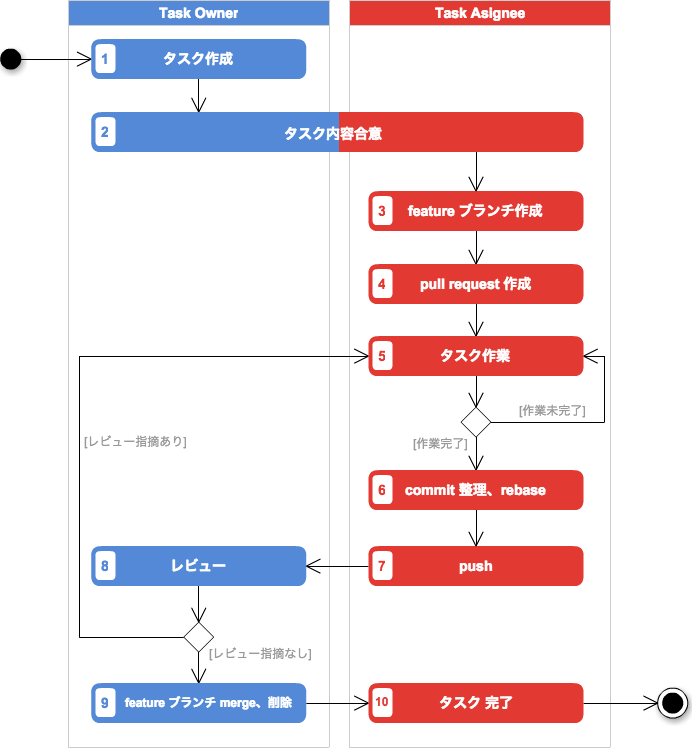 Task Owner
Task Asignee
1 タスク作成
2 タスク内容合意
3 feature ブランチ作成
4 pull request 作成
5 タスク作業
[作業未完了]
[レビュー指摘あり]
[作業完了]
6 commit 整理、rebase
8 レビュー
7 push
[レビュー指摘なし]
9 feature ブランチ merge、削除
10 タスク 完了